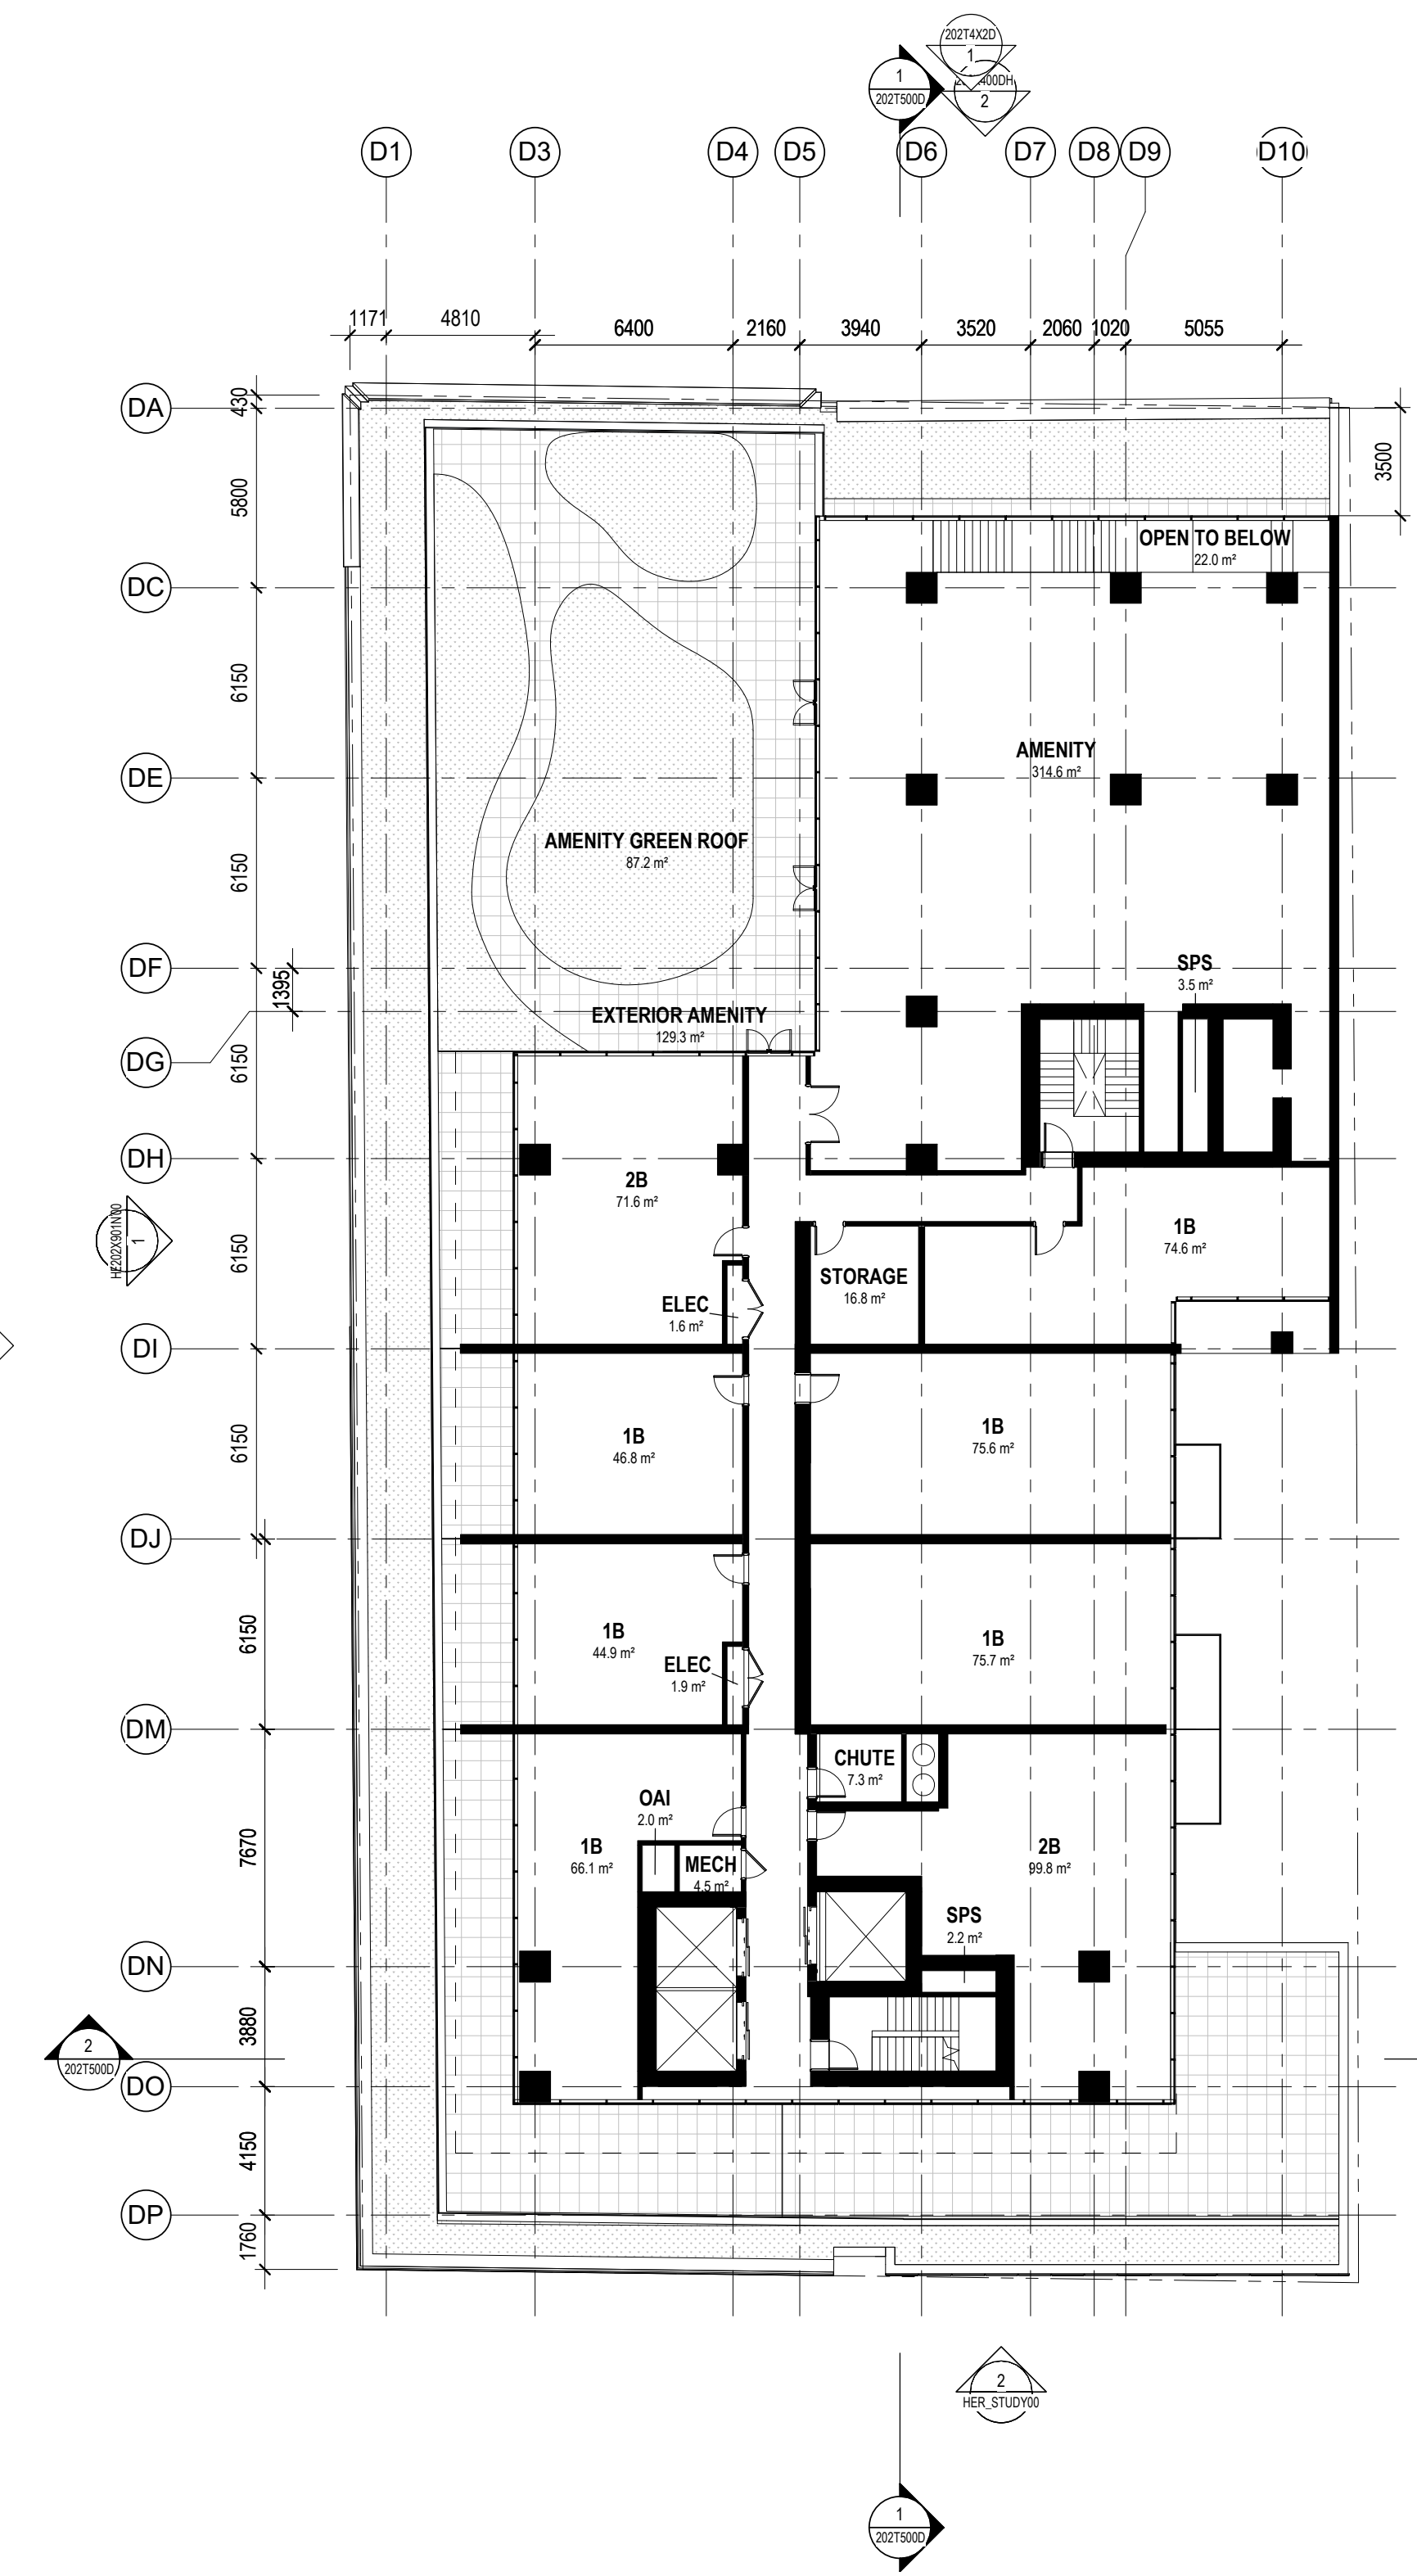 202T4X2D
1
1
202T500D
400DH
2
D1
D3
D4
D5
D6
D7
D8
D9
D10
1171
4810
6400
2160
3940
3520
2060
1020
5055
DA
430
3500
5800
OPEN TO BELOW
22.0 m²
DC
6150
AMENITY
314.6 m²
DE
AMENITY GREEN ROOF
87.2 m²
6150
DF
SPS
3.5 m²
1395
EXTERIOR AMENITY
129.3 m²
DG
6150
DH
2B
71.6 m²
HF202X901N00
1
6150
1B
74.6 m²
STORAGE
16.8 m²
ELEC
1.6 m²
DI
6150
1B
46.8 m²
1B
75.6 m²
DJ
6150
1B
44.9 m²
1B
75.7 m²
ELEC
1.9 m²
DM
CHUTE
7.3 m²
OAI
2.0 m²
7670
1B
66.1 m²
MECH
4.5 m²
2B
99.8 m²
SPS
2.2 m²
DN
3880
2
202T500D
DO
4150
DP
1760
2
HER_STUDY00
1
202T500D